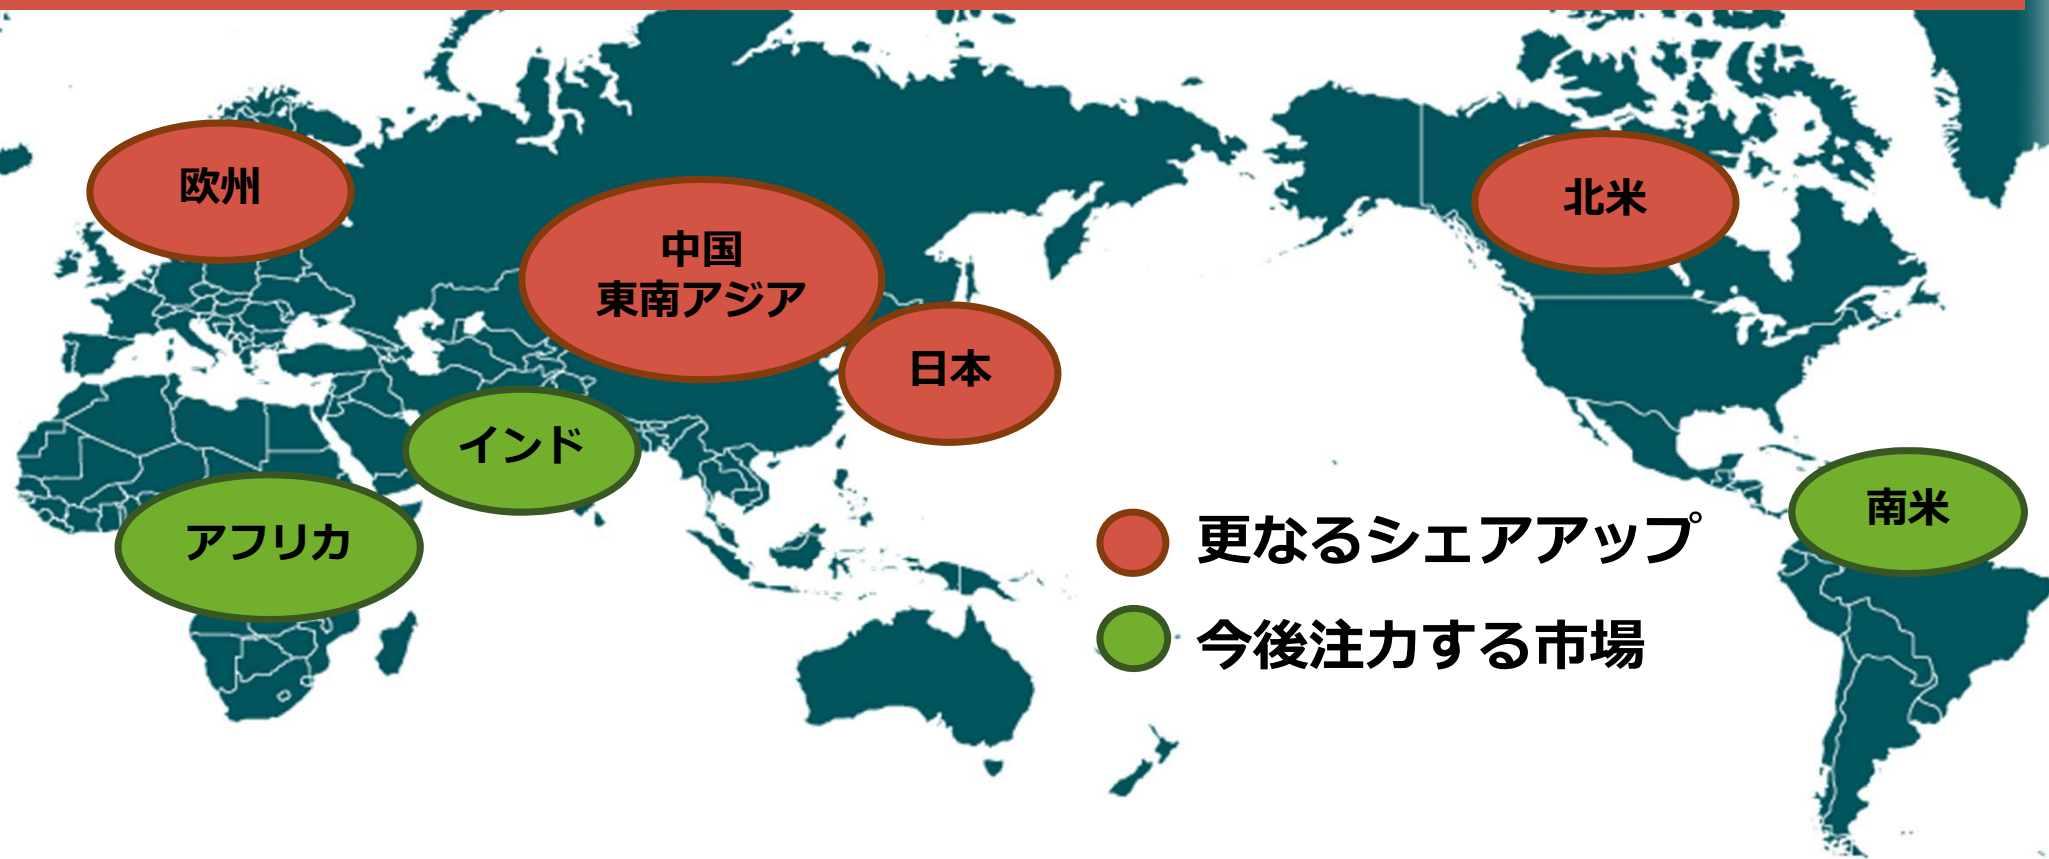 欧州
北米
中国
東南アジア
日本
インド
アフリカ
南米
更なるシェアアップ
今後注力する市場